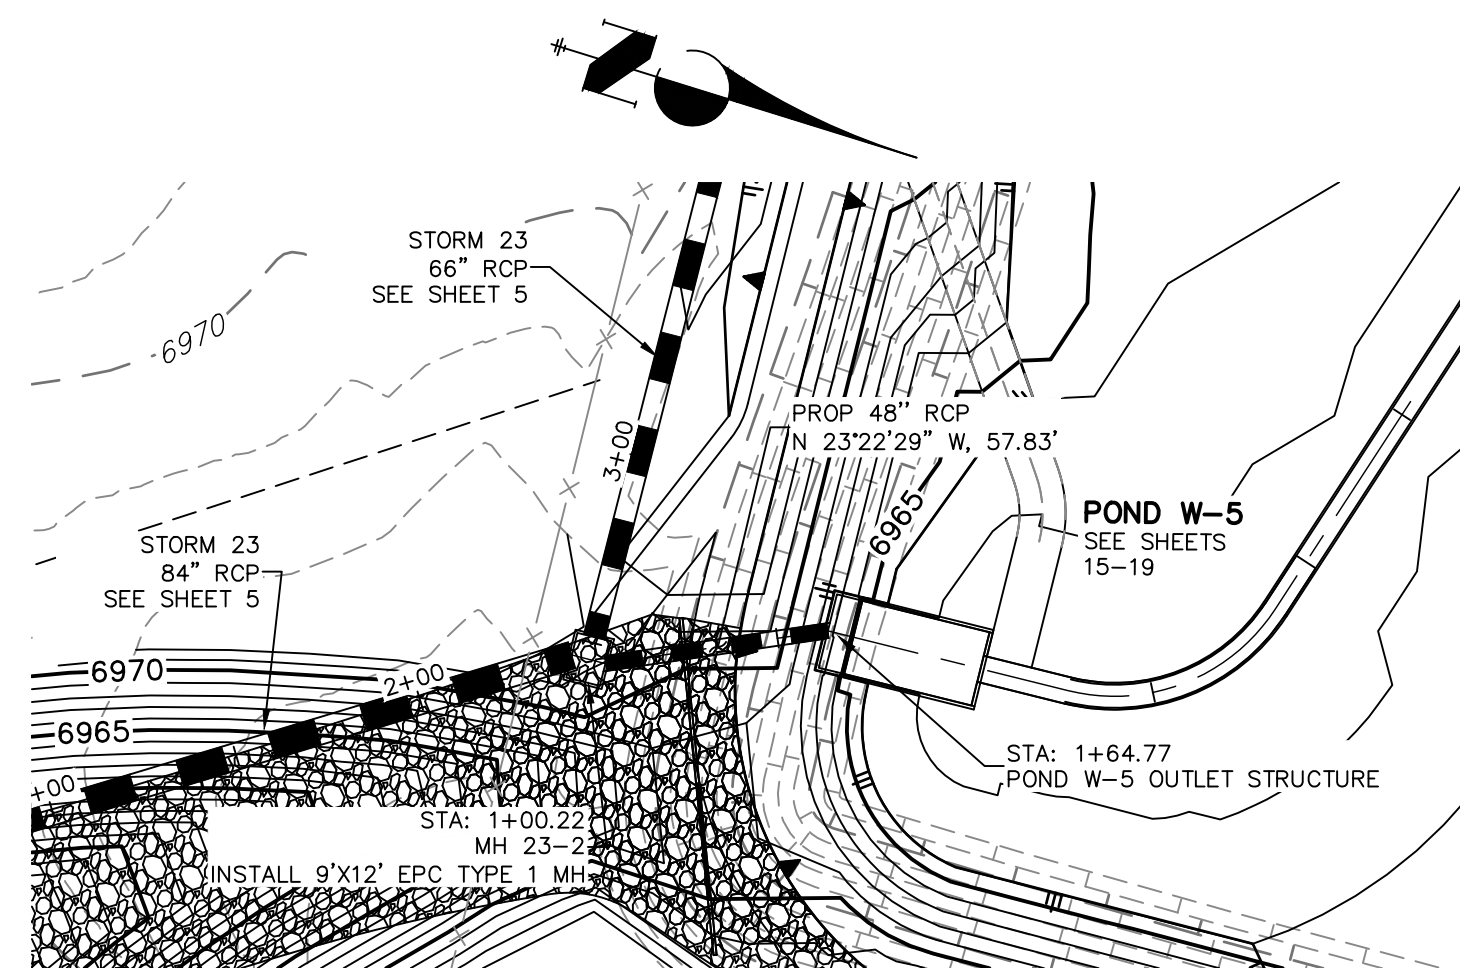 N
STORM 23
66" RCP
SEE SHEET 5
6970
3+00
PROP 48'' RCP
N 23°22'29" W, 57.83'
6965
POND W-5
SEE SHEETS
15-19
STORM 23
84" RCP
SEE SHEET 5
6970
2+00
6965
+00
STA: 1+64.77
POND W-5 OUTLET STRUCTURE
STA: 1+00.22
MH 23-2
INSTALL 9'X12' EPC TYPE 1 MH